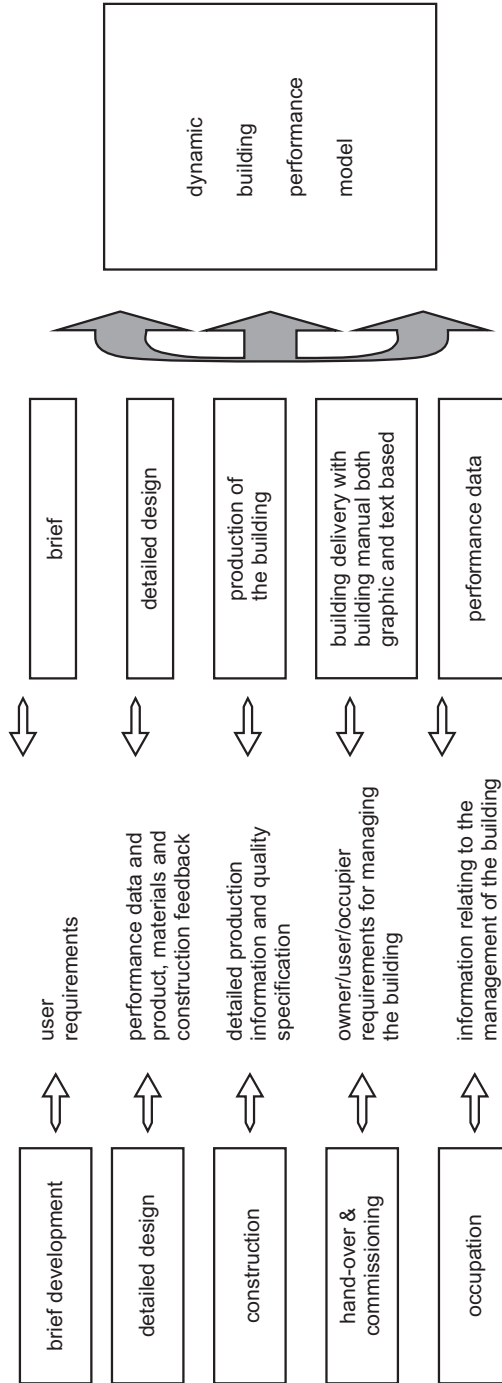 brief development
user
requirements
brief
detailed design
performance data and
product, materials and
construction feedback
detailed design
construction
detailed production
information and quality
specification
production of
the building
hand-over &
commissioning
owner/user/occupier
requirements for managing
the building
building delivery with
building manual both
graphic and text based
occupation
information relating to the
management of the building
performance data
dynamic
building
performance
model